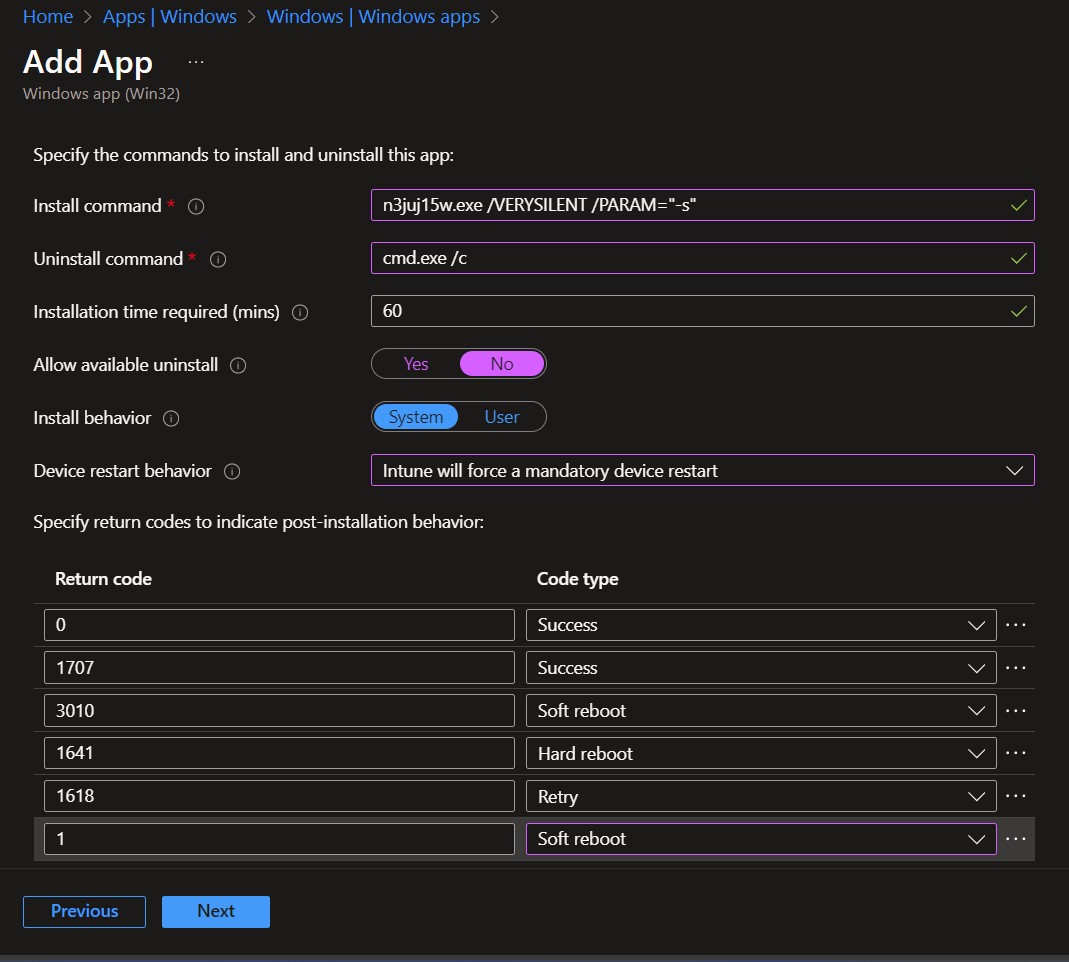 Home > Apps | Windows > Windows | Windows apps >
Add App ...
Windows app (Win32)
Specify the commands to install and uninstall this app:
Install command * n3juj15w.exe /VERYSILENT /PARAM="-s"
Uninstall command * cmd.exe /c
Installation time required (mins) 60
Allow available uninstall Yes No
Install behavior System User
Device restart behavior Intune will force a mandatory device restart
Specify return codes to indicate post-installation behavior:
Return code Code type
0 Success ...
1707 Success ...
3010 Soft reboot ...
1641 Hard reboot ...
1618 Retry ...
1 Soft reboot ...
Previous Next